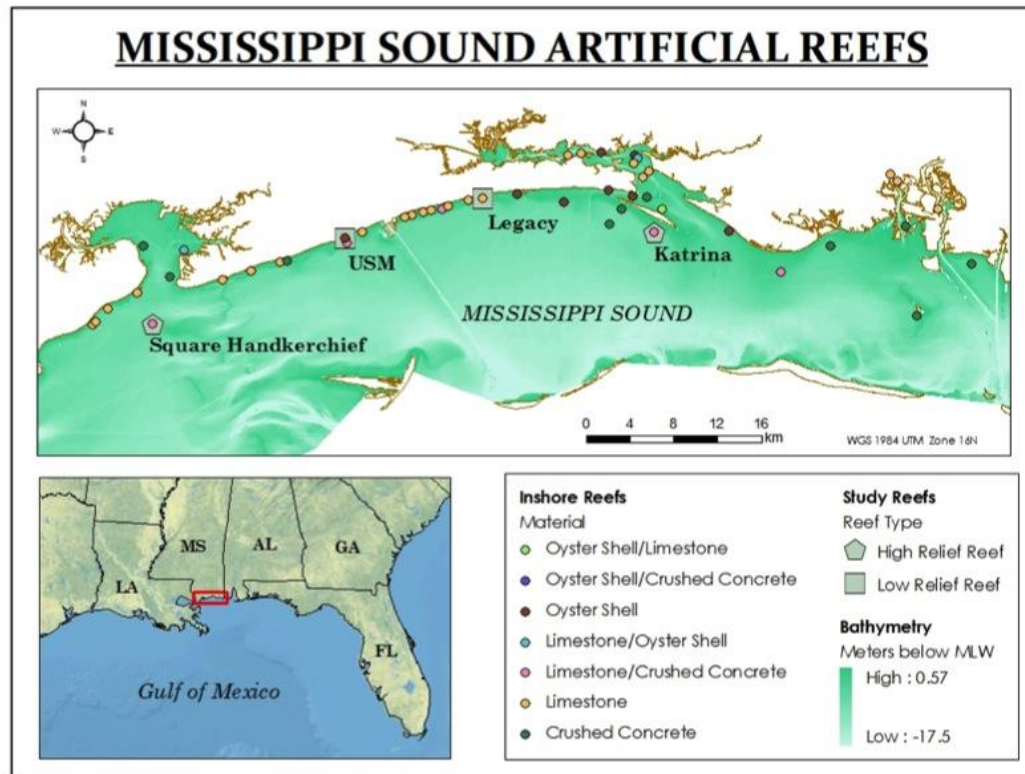 MISSISSIPPI SOUND ARTIFICIAL REEFS
N
W E
S
Legacy
USM
Katrina
MISSISSIPPI SOUND
Square Handkerchief
0 4 8 12 16
km
WGS 1984 UTM Zone 16N
MS
AL
GA
LA
FL
Gulf of Mexico
Inshore Reefs
Material
Oyster Shell/Limestone
Oyster Shell/Crushed Concrete
Oyster Shell
Limestone/Oyster Shell
Limestone/Crushed Concrete
Limestone
Crushed Concrete
Study Reefs
Reef Type
High Relief Reef
Low Relief Reef
Bathymetry
Meters below MLW
High : 0.57
Low : -17.5